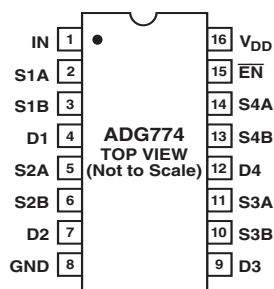 IN 1
16 VDD
S1A 2
15 EN
S1B 3
14 S4A
D1 4
13 S4B
S2A 5
12 D4
S2B 6
11 S3A
D2 7
10 S3B
GND 8
9 D3
ADG774
TOP VIEW
(Not to Scale)